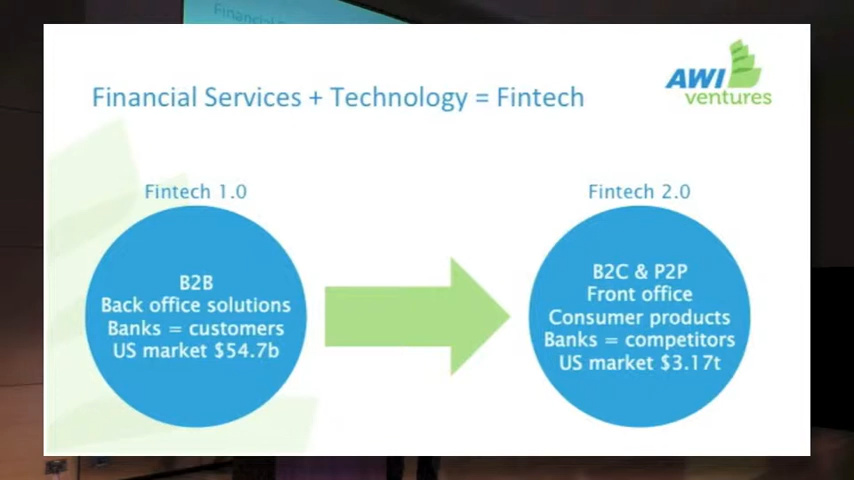 Financial
AWI
ventures
Financial Services + Technology = Fintech
Fintech 1.0
B2B
Back office solutions
Banks = customers
US market $54.7b
Fintech 2.0
B2C & P2P
Front office
Consumer products
Banks = competitors
US market $3.17t